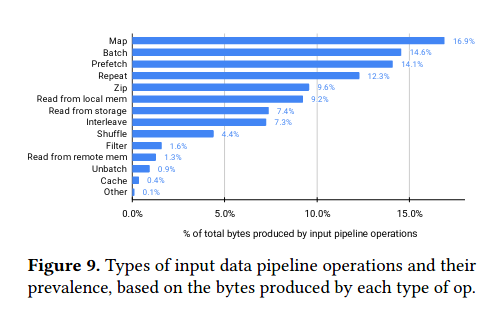 Map 16.9%
Batch 14.6%
Prefetch 14.1%
Repeat 12.3%
Zip 9.6%
Read from local mem 9.2%
Read from storage 7.4%
Interleave 7.3%
Shuffle 4.4%
Filter 1.6%
Read from remote mem 1.3%
Unbatch 0.9%
Cache 0.4%
Other 0.1%
0.0% 5.0% 10.0% 15.0%
% of total bytes produced by input pipeline operations
Figure 9. Types of input data pipeline operations and their
prevalence, based on the bytes produced by each type of op.